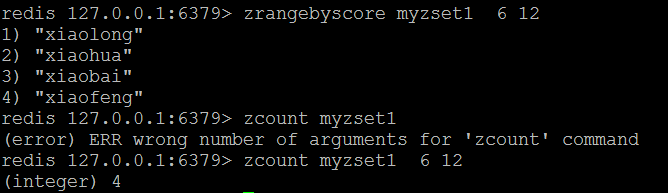 redis 127.0.0.1:6379> zrangebyscore myzset1  6 12
1) "xiaolong"
2) "xiaohua"
3) "xiaobai"
4) "xiaofeng"
redis 127.0.0.1:6379> zcount myzset1
(error) ERR wrong number of arguments for 'zcount' command
redis 127.0.0.1:6379> zcount myzset1  6 12
(integer) 4